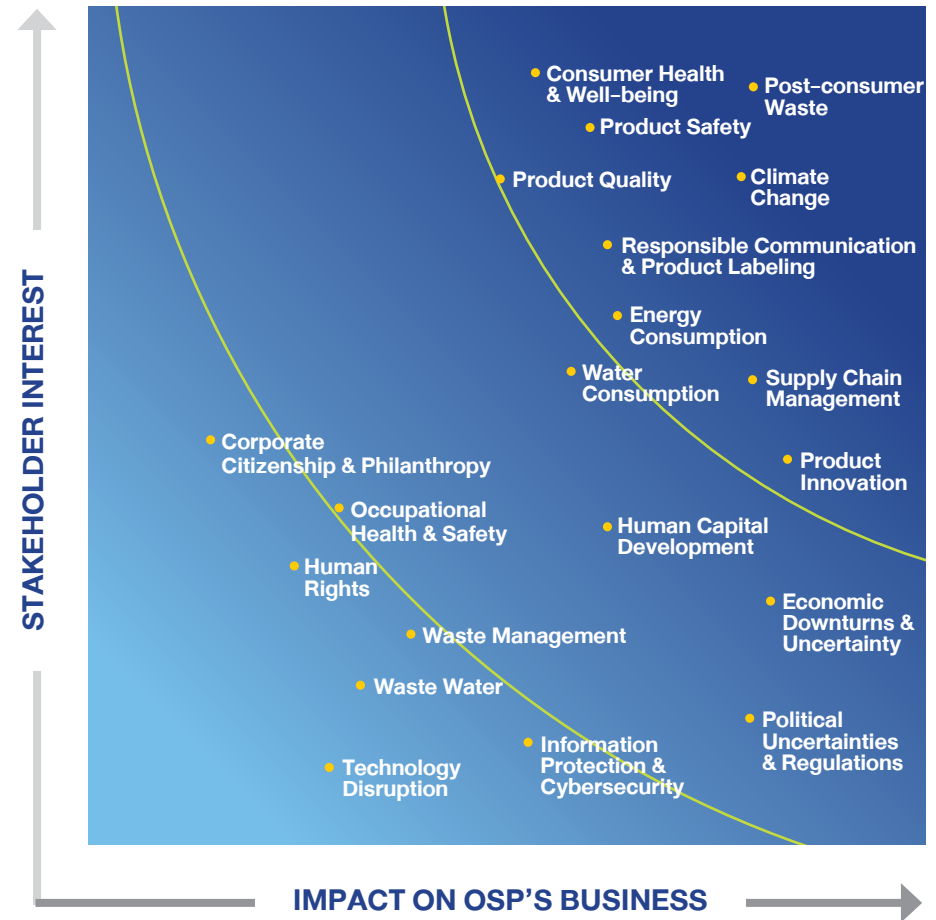 Consumer Health
& Well-being
Post-consumer
Waste
Product Safety
Product Quality
Climate
Change
Responsible Communication
& Product Labeling
Energy
Consumption
Water
Consumption
Supply Chain
Management
Corporate
Citizenship & Philanthropy
Product
Innovation
Occupational
Health & Safety
Human Capital
Development
Human
Rights
Economic
Downturns &
Uncertainty
Waste Management
Waste Water
Political
Uncertainties
& Regulations
Information
Protection &
Cybersecurity
Technology
Disruption
STAKEHOLDER INTEREST
IMPACT ON OSP'S BUSINESS